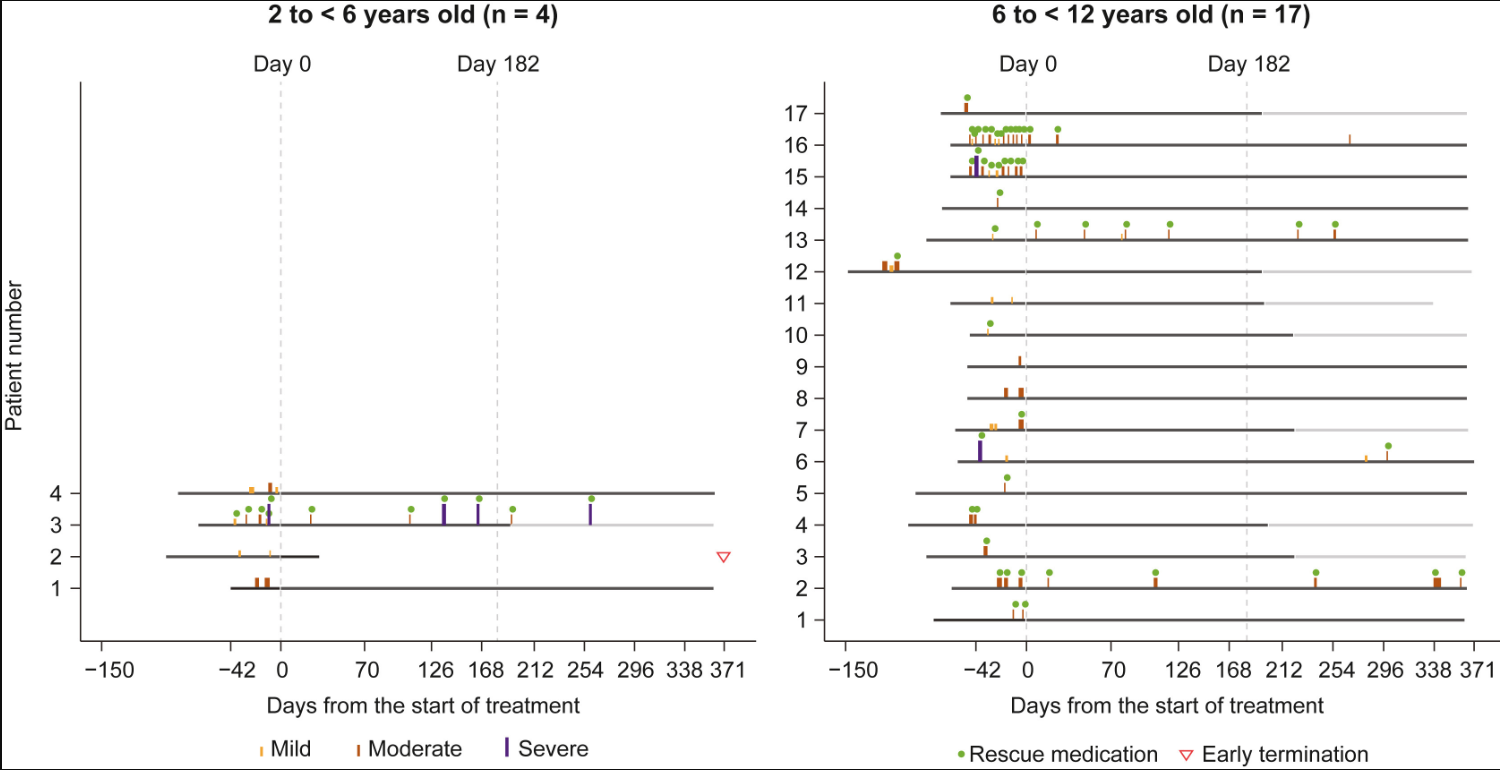 2 to < 6 years old (n = 4)
6 to < 12 years old (n = 17)
Day 0
Day 182
Day 0
Day 182
Patient number
4
3
2
1
17
16
15
14
13
12
11
10
9
8
7
6
5
4
3
2
1
−150 −42 0 70 126 168 212 254 296 338 371
−150 −42 0 70 126 168 212 254 296 338 371
Days from the start of treatment
Days from the start of treatment
Mild Moderate Severe
Rescue medication Early termination